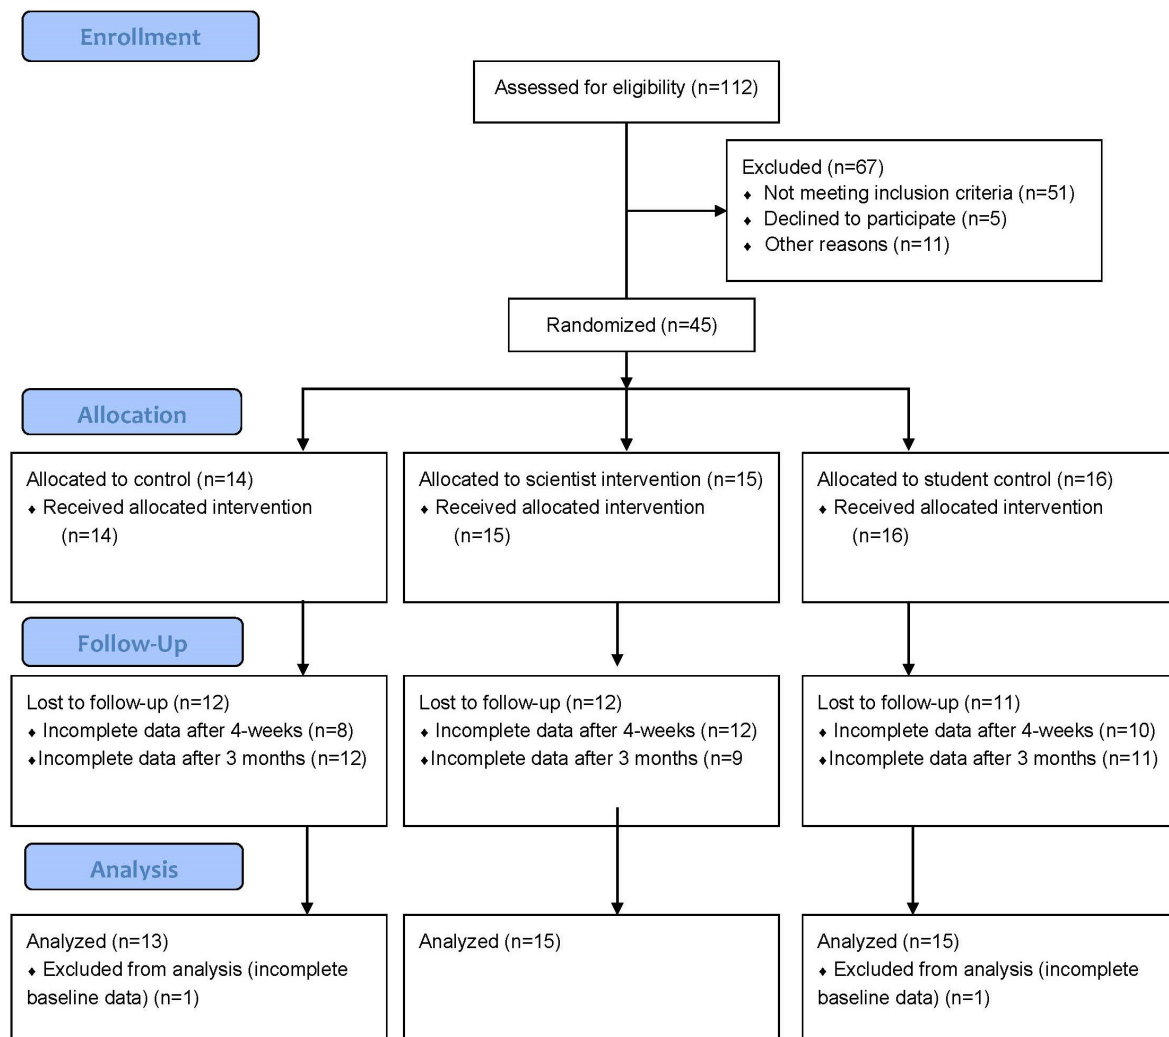 Enrollment
Assessed for eligibility (n=112)
Excluded (n=67)
♦ Not meeting inclusion criteria (n=51)
♦ Declined to participate (n=5)
♦ Other reasons (n=11)
Randomized (n=45)
Allocation
Allocated to control (n=14)
♦ Received allocated intervention
(n=14)
Allocated to scientist intervention (n=15)
♦ Received allocated intervention
(n=15)
Allocated to student control (n=16)
♦ Received allocated intervention
(n=16)
Follow-Up
Lost to follow-up (n=12)
♦ Incomplete data after 4-weeks (n=8)
♦Incomplete data after 3 months (n=12)
Lost to follow-up (n=12)
♦ Incomplete data after 4-weeks (n=12)
♦Incomplete data after 3 months (n=9
Lost to follow-up (n=11)
♦ Incomplete data after 4-weeks (n=10)
♦Incomplete data after 3 months (n=11)
Analysis
Analyzed (n=13)
♦ Excluded from analysis (incomplete
baseline data) (n=1)
Analyzed (n=15)
Analyzed (n=15)
♦ Excluded from analysis (incomplete
baseline data) (n=1)